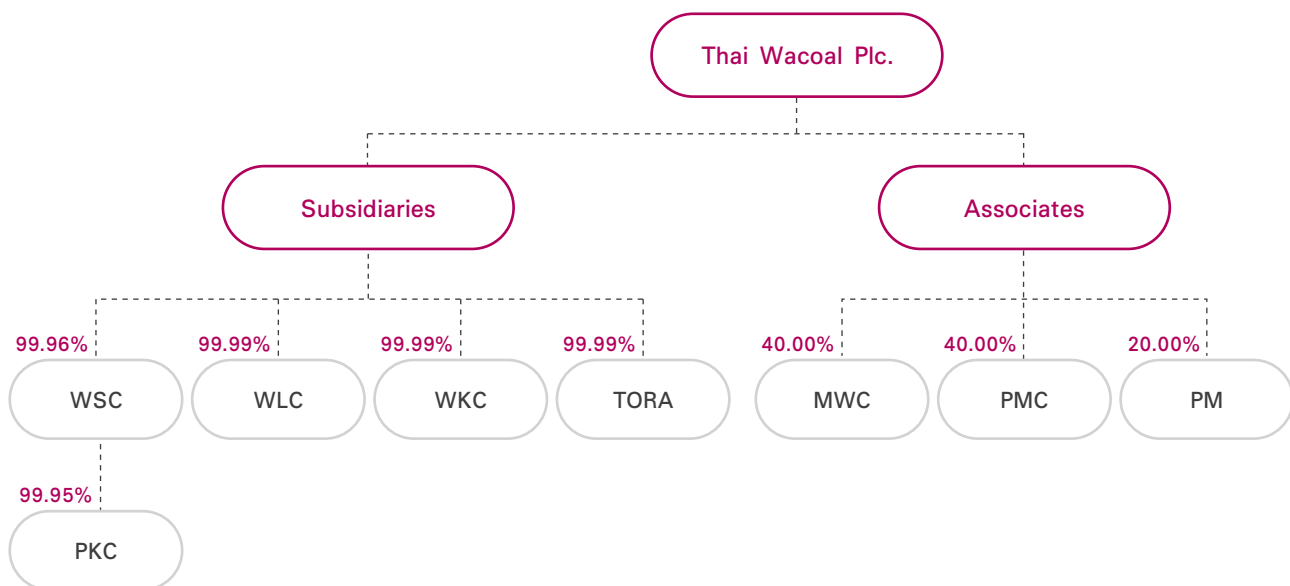 Thai Wacoal Plc.
Subsidiaries
Associates
99.96%
99.99%
99.99%
99.99%
40.00%
40.00%
20.00%
WSC
WLC
WKC
TORA
MWC
PMC
PM
99.95%
PKC